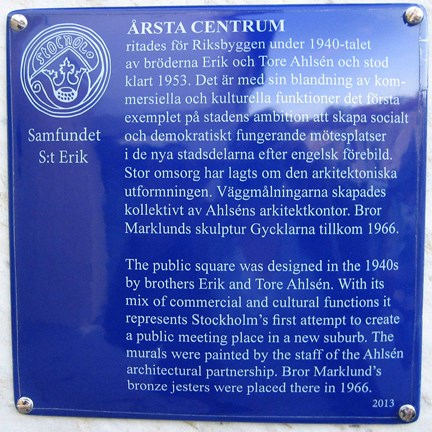 STOCHOLO
Samfundet
S:t Erik
ÅRSTA CENTRUM
ritades för Riksbyggen under 1940-talet
av bröderna Erik och Tore Ahlsén och stod
klart 1953. Det är med sin blandning av kom-
mersiella och kulturella funktioner det första
exemplet på stadens ambition att skapa socialt
och demokratiskt fungerande mötesplatser
i de nya stadsdelarna efter engelsk förebild.
Stor omsorg har lagts om den arkitektoniska
utformningen. Väggmålningarna skapades
kollektivt av Ahlséns arkitektkontor. Bror
Marklunds skulptur Gycklarna tillkom 1966.
The public square was designed in the 1940s
by brothers Erik and Tore Ahlsén. With its
mix of commercial and cultural functions it
represents Stockholm's first attempt to create
a public meeting place in a new suburb. The
murals were painted by the staff of the Ahlsén
architectural partnership. Bror Marklund's
bronze jesters were placed there in 1966.
2013